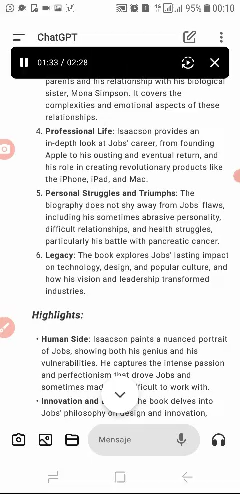 95% 00:10
ChatGPT
01:33 / 02:28
parents and his relationship with his biological
sister, Mona Simpson. It covers the
complexities and emotional aspects of these
relationships.
4. Professional Life: Isaacson provides an
in-depth look at Jobs' career, from founding
Apple to his ousting and eventual return, and
his role in creating revolutionary products like
the iPhone, iPad, and Mac.
5. Personal Struggles and Triumphs: The
biography does not shy away from Jobs' flaws,
including his sometimes abrasive personality,
difficult relationships, and health struggles,
particularly his battle with pancreatic cancer.
6. Legacy: The book explores Jobs' lasting impact
on technology, design, and popular culture, and
how his vision and leadership transformed
industries.
Highlights:
• Human Side: Isaacson paints a nuanced portrait
of Jobs, showing both his genius and his
vulnerabilities. He captures the intense passion
and perfectionism that drove Jobs and
sometimes made difficult to work with.
• Innovation and book delves into
Jobs' philosophy on design and innovation,
Mensaje